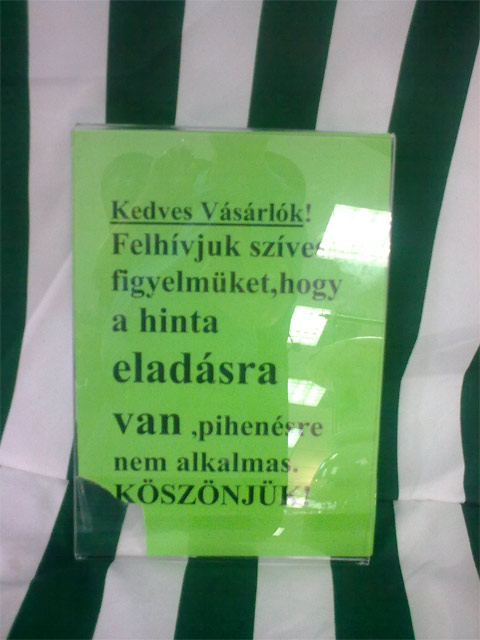 Kedves Vásárlók!
Felhívjuk szíves
figyelmüket,hogy
a hinta
eladásra
van ,pihenésre
nem alkalmas.
KÖSZÖNJÜK!